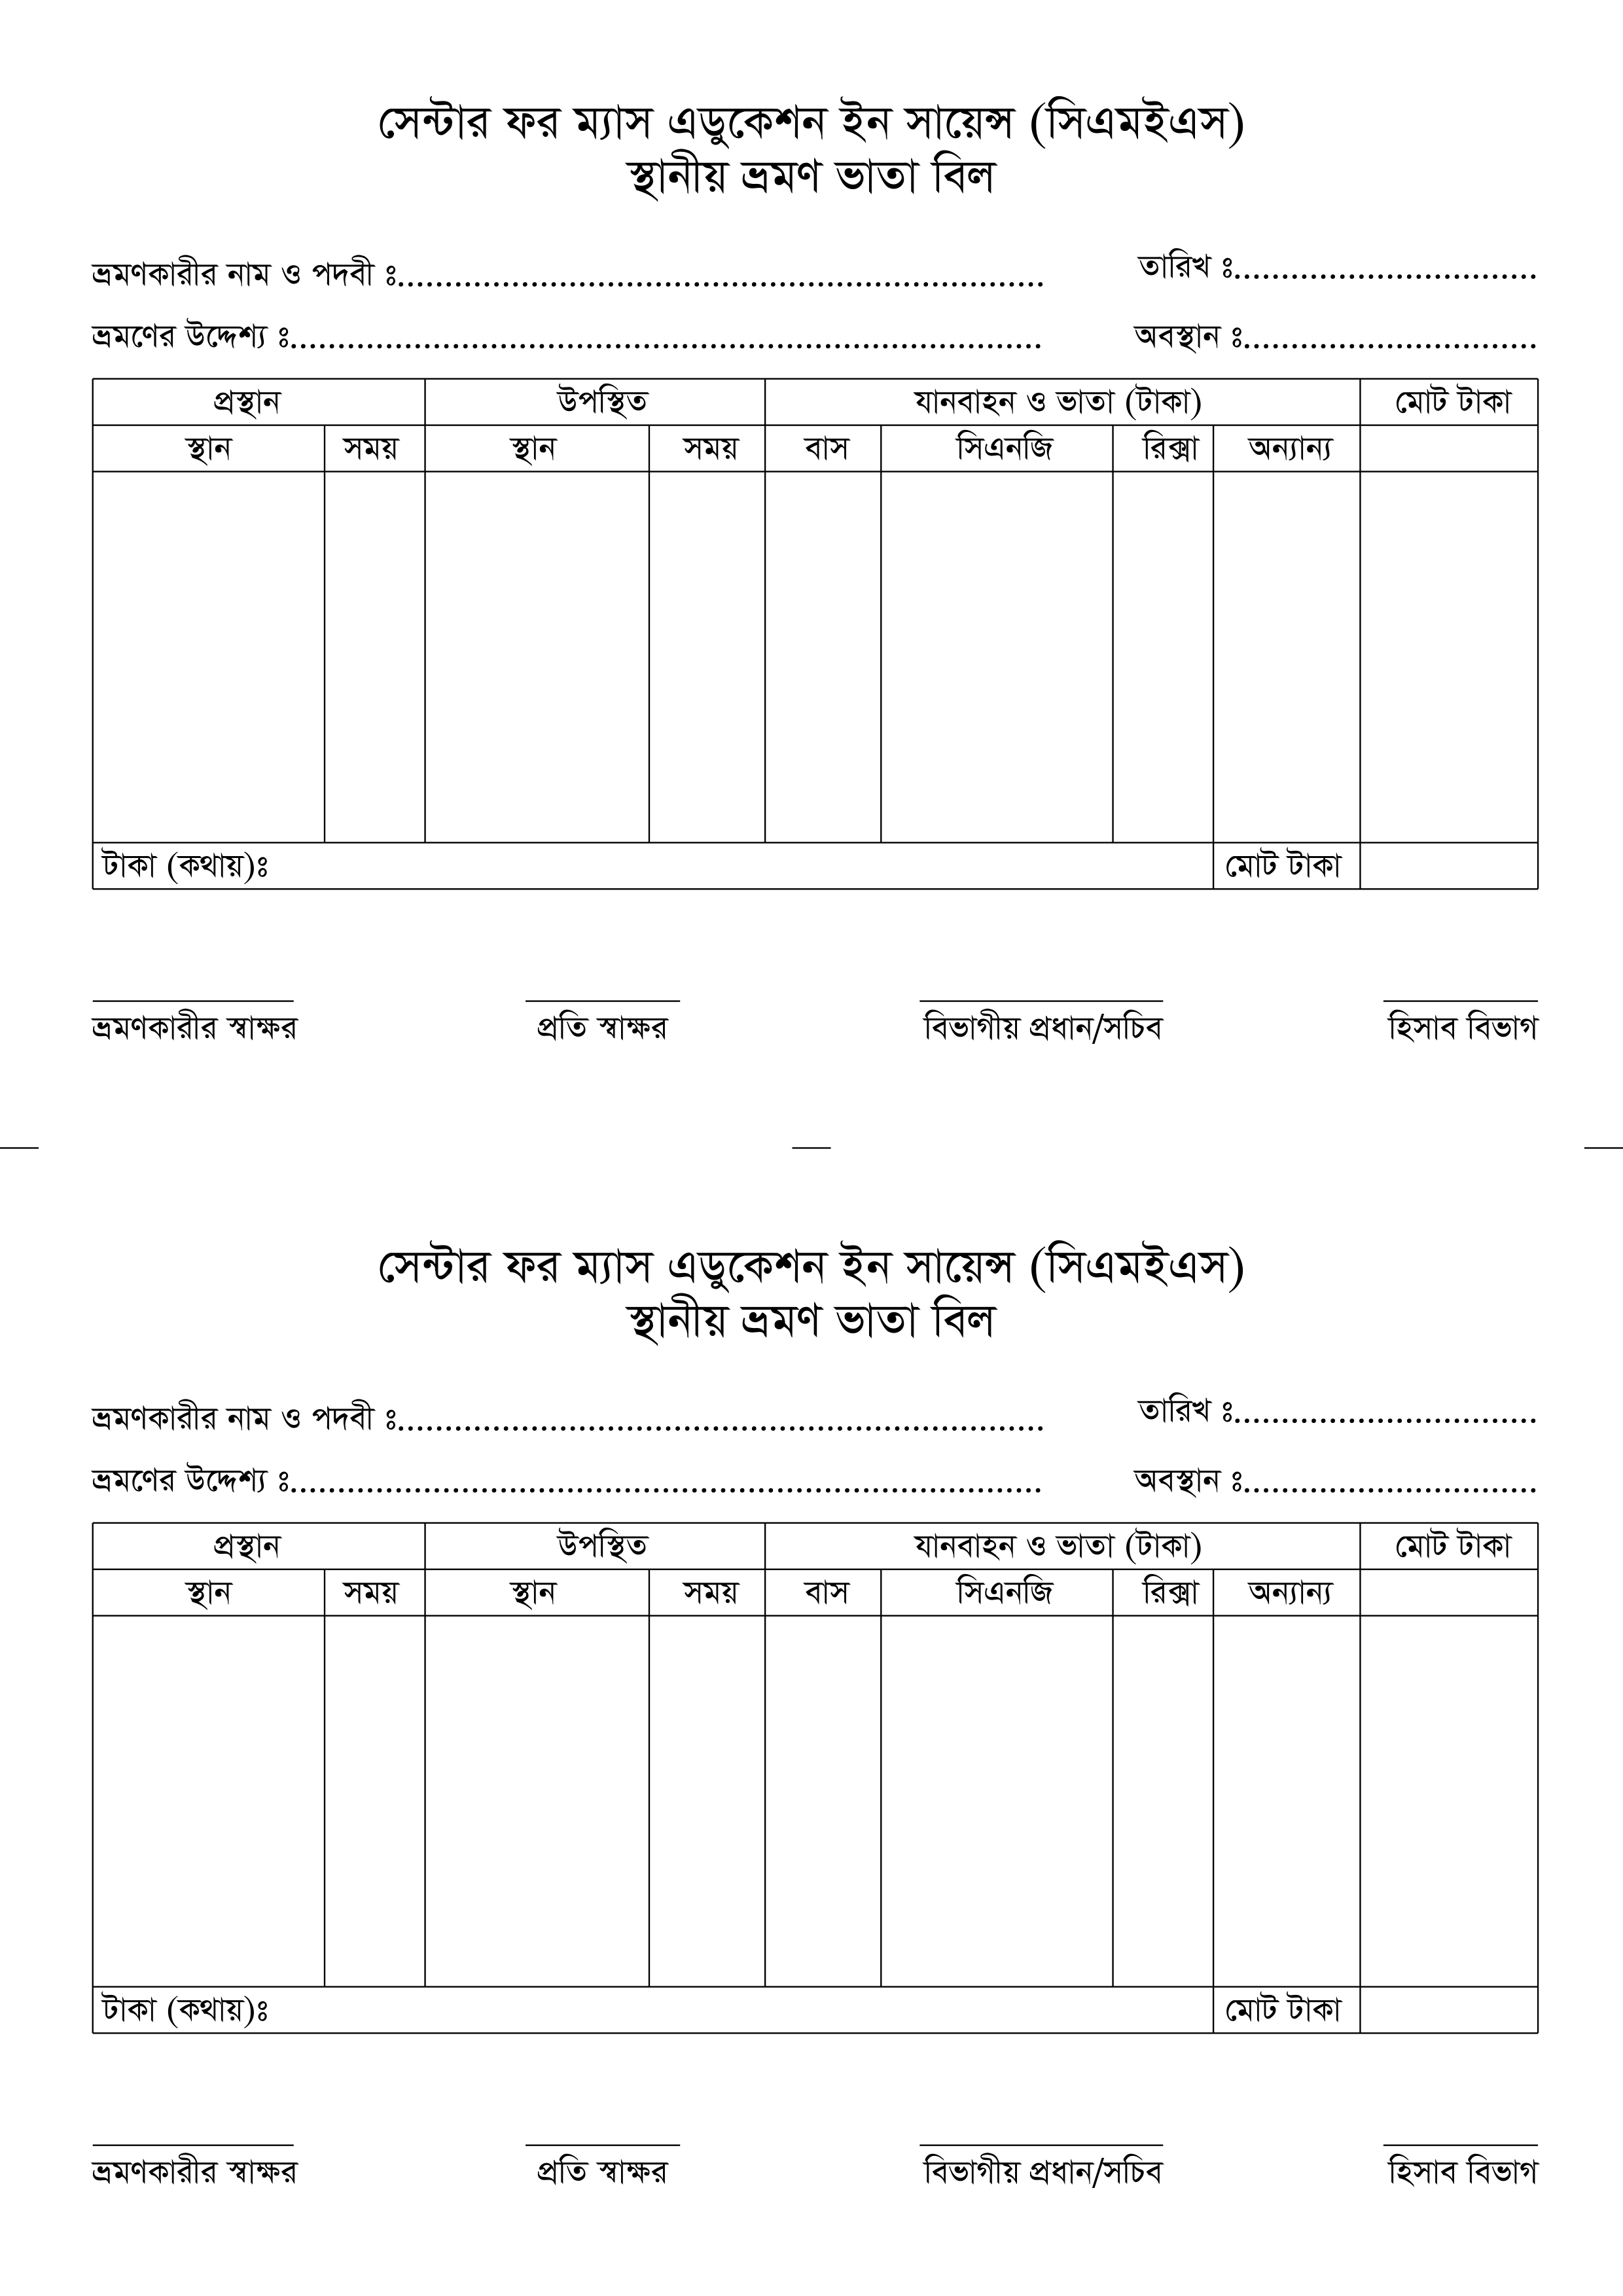 সেন্টার ফর ম্যাস এডুকেশন ইন সায়েন্স (সিএমইএস)
স্থানীয় ভ্রমণ ভাতা বিল
ভ্রমণকারীর নাম ও পদবী ঃ.................................................................... তারিখ ঃ................................
ভ্রমণের উদ্দেশ্য ঃ............................................................................... অবস্থান ঃ...............................
প্রস্থান উপস্থিত যানবাহন ও ভাতা (টাকা) মোট টাকা
স্থান সময় স্থান সময় বাস সিএনজি রিক্সা অন্যান্য
টাকা (কথায়)ঃ মোট টাকা
ভ্রমণকারীর স্বাক্ষর প্রতি স্বাক্ষর বিভাগীয় প্রধান/সচিব হিসাব বিভাগ
সেন্টার ফর ম্যাস এডুকেশন ইন সায়েন্স (সিএমইএস)
স্থানীয় ভ্রমণ ভাতা বিল
ভ্রমণকারীর নাম ও পদবী ঃ.................................................................... তারিখ ঃ................................
ভ্রমণের উদ্দেশ্য ঃ............................................................................... অবস্থান ঃ...............................
প্রস্থান উপস্থিত যানবাহন ও ভাতা (টাকা) মোট টাকা
স্থান সময় স্থান সময় বাস সিএনজি রিক্সা অন্যান্য
টাকা (কথায়)ঃ মোট টাকা
ভ্রমণকারীর স্বাক্ষর প্রতি স্বাক্ষর বিভাগীয় প্রধান/সচিব হিসাব বিভাগ